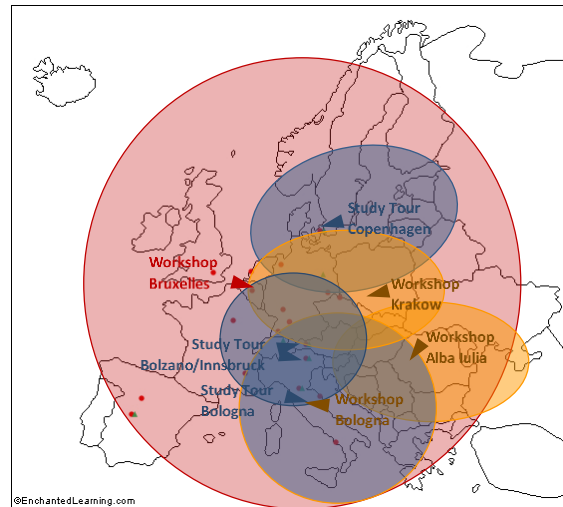 Study Tour
Copenhagen
Workshop
Bruxelles
Workshop
Krakow
Workshop
Alba Iulia
Study Tour
Bolzano/Innsbruck
Study Tour
Bologna
Workshop
Bologna
©EnchantedLearning.com